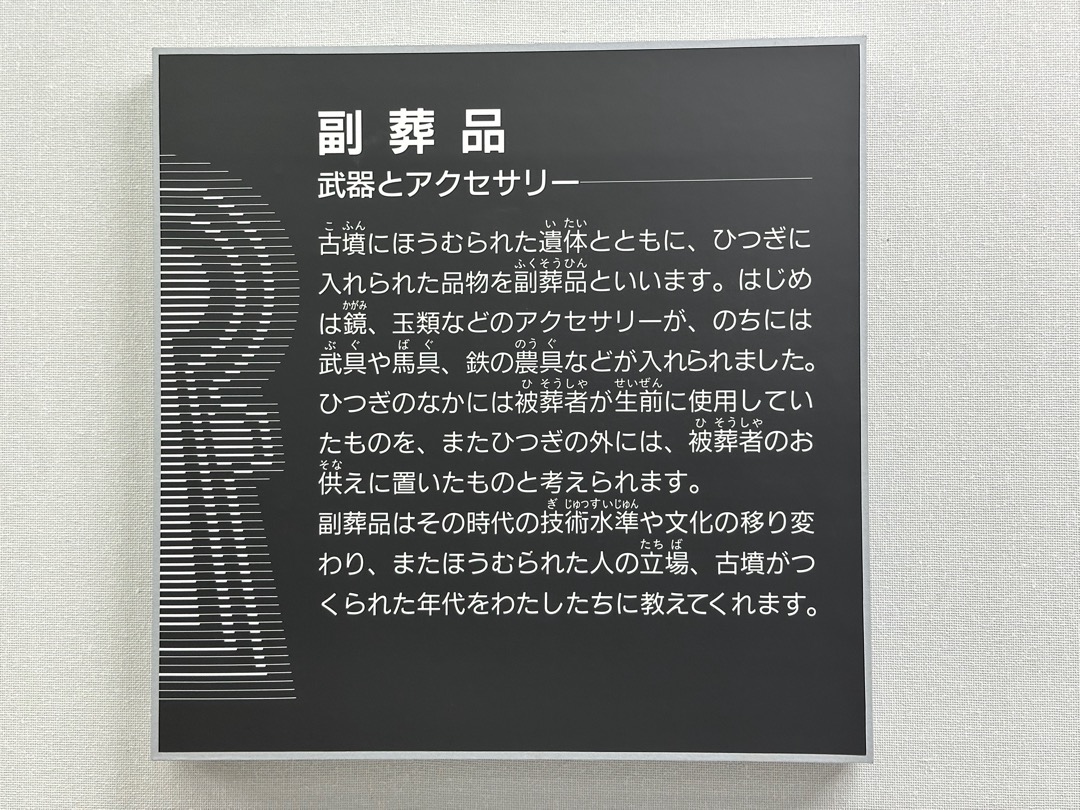 副葬品
武器とアクセサリー
古墳にほうむられた遺体とともに、ひつぎに
入れられた品物を副葬品といいます。はじめ
は鏡、玉類などのアクセサリーが、のちには
武具や馬具、鉄の農具などが入れられました。
ひつぎのなかには被葬者が生前に使用してい
たものを、またひつぎの外には、被葬者のお
供えに置いたものと考えられます。
副葬品はその時代の技術水準や文化の移り変
わり、またほうむられた人の立場、古墳がつ
くられた年代をわたしたちに教えてくれます。